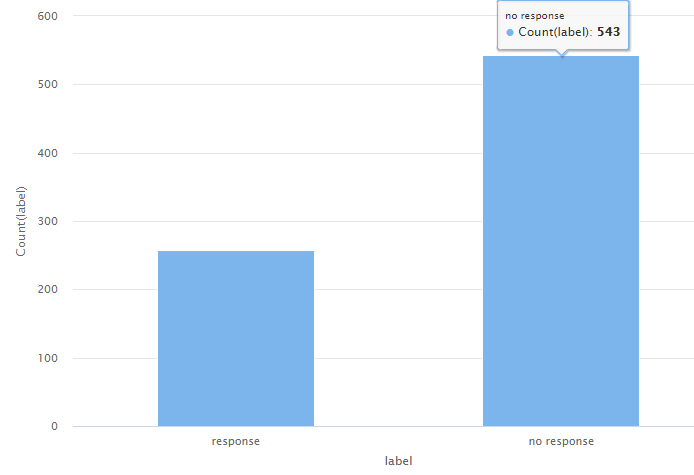 600
500
400
300
200
100
0
Count(label)
no response
Count(label): 543
response
no response
label